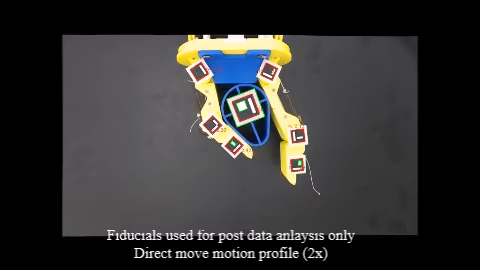 Fiducials used for post data anlaysis only
Direct move motion profile (2x)